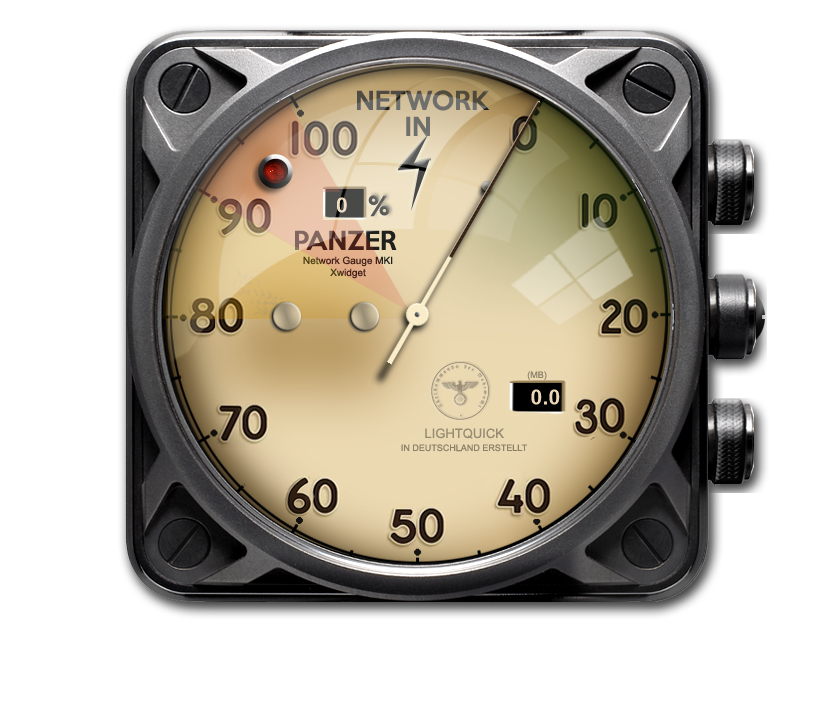 NETWORK
IN
100
0
90
0 %
10
PANZER
Network Gauge MKI
Xwidget
80
20
(MB)
0.0
70
30
LIGHTQUICK
IN DEUTSCHLAND ERSTELLT
60
40
50